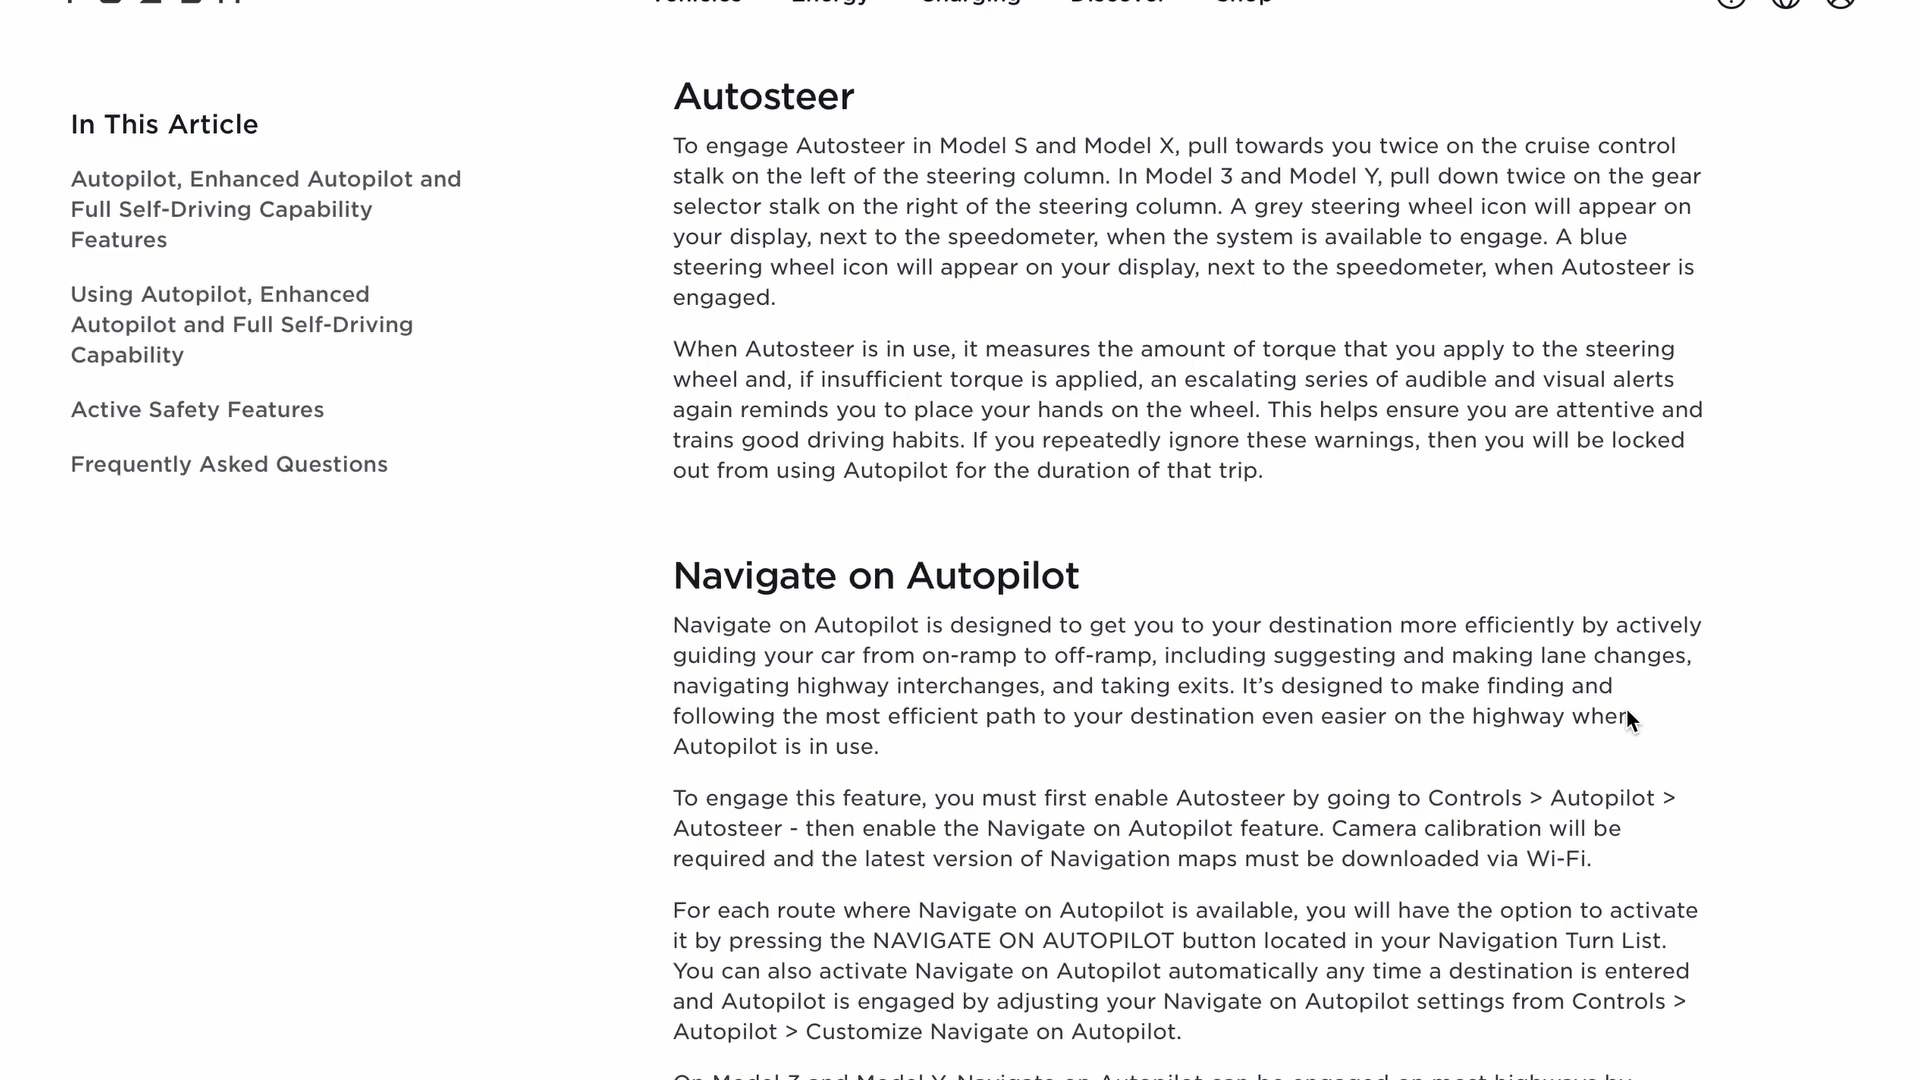 Vehicles Energy Charging Discover Shop
In This Article
Autopilot, Enhanced Autopilot and
Full Self-Driving Capability
Features
Using Autopilot, Enhanced
Autopilot and Full Self-Driving
Capability
Active Safety Features
Frequently Asked Questions
Autosteer
To engage Autosteer in Model S and Model X, pull towards you twice on the cruise control
stalk on the left of the steering column. In Model 3 and Model Y, pull down twice on the gear
selector stalk on the right of the steering column. A grey steering wheel icon will appear on
your display, next to the speedometer, when the system is available to engage. A blue
steering wheel icon will appear on your display, next to the speedometer, when Autosteer is
engaged.
When Autosteer is in use, it measures the amount of torque that you apply to the steering
wheel and, if insufficient torque is applied, an escalating series of audible and visual alerts
again reminds you to place your hands on the wheel. This helps ensure you are attentive and
trains good driving habits. If you repeatedly ignore these warnings, then you will be locked
out from using Autopilot for the duration of that trip.
Navigate on Autopilot
Navigate on Autopilot is designed to get you to your destination more efficiently by actively
guiding your car from on-ramp to off-ramp, including suggesting and making lane changes,
navigating highway interchanges, and taking exits. It’s designed to make finding and
following the most efficient path to your destination even easier on the highway when
Autopilot is in use.
To engage this feature, you must first enable Autosteer by going to Controls > Autopilot >
Autosteer - then enable the Navigate on Autopilot feature. Camera calibration will be
required and the latest version of Navigation maps must be downloaded via Wi-Fi.
For each route where Navigate on Autopilot is available, you will have the option to activate
it by pressing the NAVIGATE ON AUTOPILOT button located in your Navigation Turn List.
You can also activate Navigate on Autopilot automatically any time a destination is entered
and Autopilot is engaged by adjusting your Navigate on Autopilot settings from Controls >
Autopilot > Customize Navigate on Autopilot.
On Model 3 and Model Y, Navigate on Autopilot can be engaged on most highways by